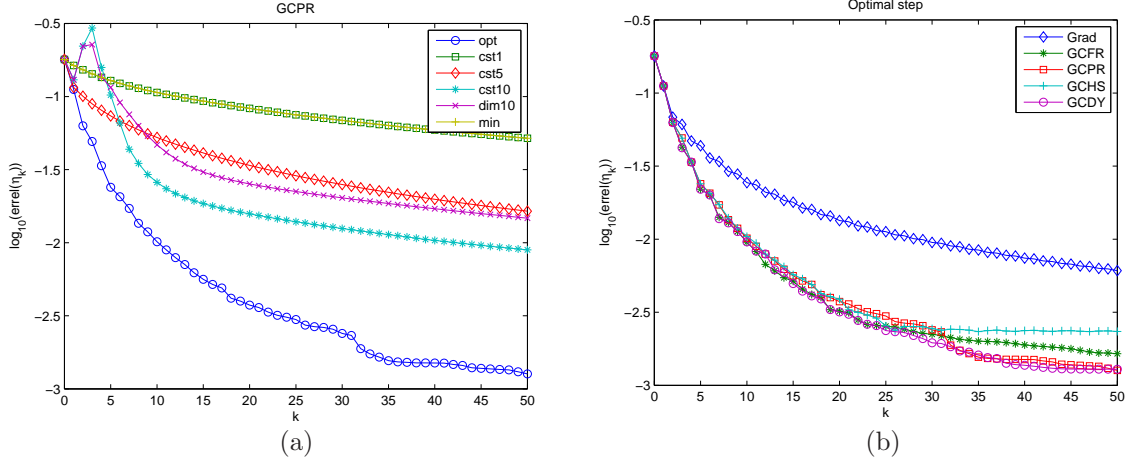 GCPR
log10(errel(ηk))
-0.5
-1
-1.5
-2
-2.5
-3
0 5 10 15 20 25 30 35 40 45 50
k
opt
cst1
cst5
cst10
dim10
min
(a)
Optimal step
log10(errel(ηk))
-0.5
-1
-1.5
-2
-2.5
-3
0 5 10 15 20 25 30 35 40 45 50
k
Grad
GCFR
GCPR
GCHS
GCDY
(b)